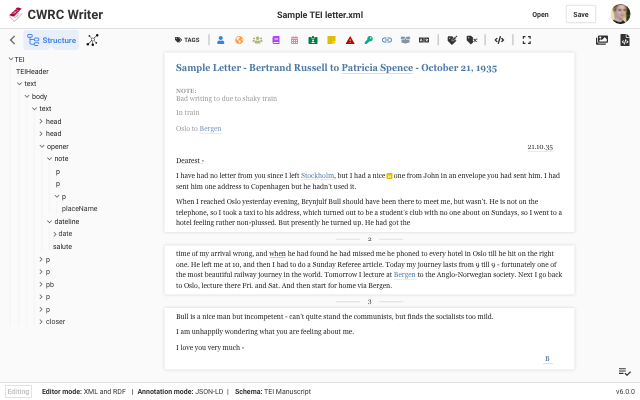 CWRC Writer
Sample TEI letter.xml
Open
Save
Structure
TAGS
TEI
TEIHeader
text
body
text
head
head
opener
note
p
p
p
placeName
dateline
date
salute
p
p
pb
p
p
closer
Sample Letter - Bertrand Russell to Patricia Spence - October 21, 1935
NOTE:
Bad writing to due to shaky train
In train
Oslo to Bergen
21.10.35
Dearest -
I have had no letter from you since I left Stockholm, but I had a nice one from John in an envelope you had sent him. I had
sent him one address to Copenhagen but he hadn't used it.
When I reached Oslo yesterday evening, Brynjulf Bull should have been there to meet me, but wasn't. He is not on the
telephone, so I took a taxi to his address, which turned out to be a student's club with no one about on Sundays, so I went to a
hotel feeling rather non-plussed. But presently he turned up. He had got the
2
time of my arrival wrong, and when he had found he had missed me he phoned to every hotel in Oslo till he hit on the right
one. He left me at 10, and then I had to do a Sunday Referee article. Today my journey lasts from 9 till 9 - fortunately one of
the most beautiful railway journey in the world. Tomorrow I lecture at Bergen to the Anglo-Norwegian society. Next I go back
to Oslo, lecture there Fri. and Sat. And then start for home via Bergen.
3
Bull is a nice man but incompetent - can't quite stand the communists, but finds the socialists too mild.
I am unhappily wondering what you are feeling about me.
I love you very much -
B
Editing
Editor mode: XML and RDF | Annotation mode: JSON-LD | Schema: TEI Manuscript
v6.0.0